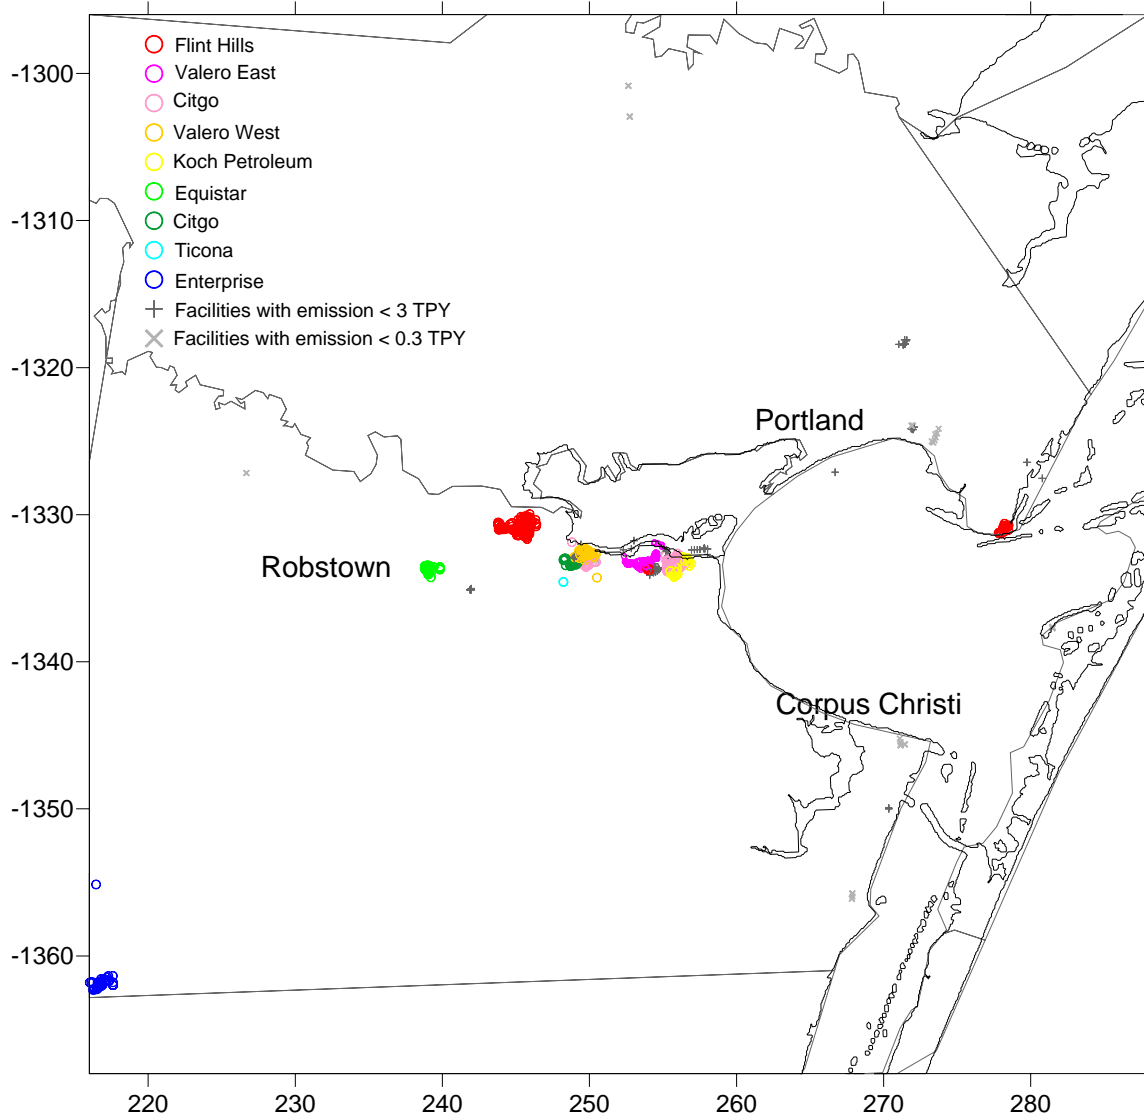 -1300
-1310
-1320
-1330
-1340
-1350
-1360
Flint Hills
Valero East
Citgo
Valero West
Koch Petroleum
Equistar
Citgo
Ticona
Enterprise
Facilities with emission < 3 TPY
Facilities with emission < 0.3 TPY
Portland
Robstown
Corpus Christi
220 230 240 250 260 270 280